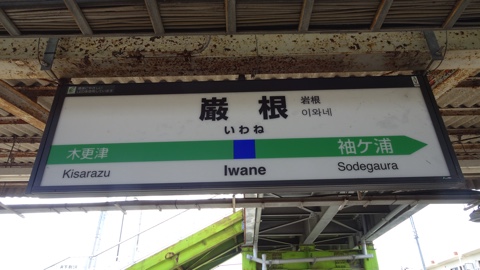 巌根
岩根
이와네
いわね
木更津
袖ケ浦
Kisarazu
Iwane
Sodegaura